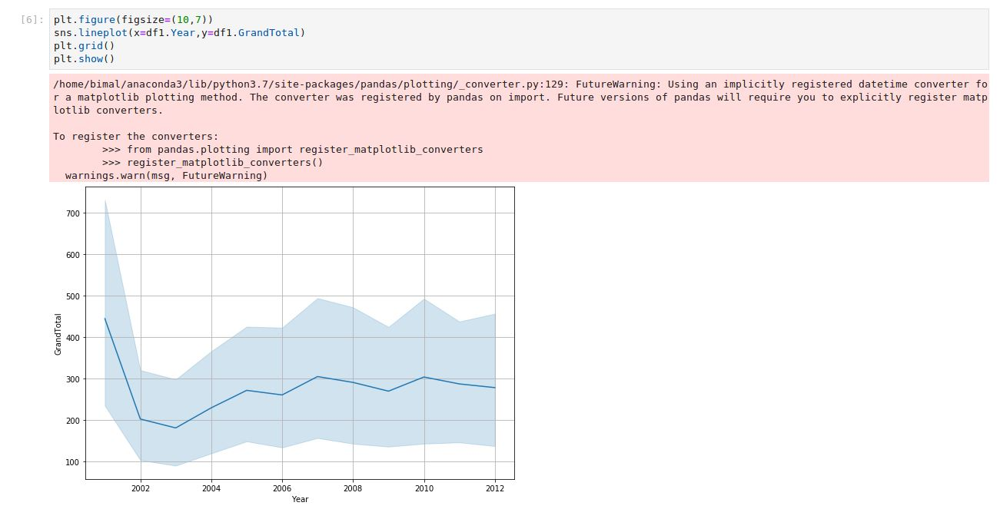 [6]: plt.figure(figsize=(10,7))
sns.lineplot(x=df1.Year,y=df1.GrandTotal)
plt.grid()
plt.show()
/home/bimal/anaconda3/lib/python3.7/site-packages/pandas/plotting/_converter.py:129: FutureWarning: Using an implicitly registered datetime converter fo
r a matplotlib plotting method. The converter was registered by pandas on import. Future versions of pandas will require you to explicitly register matp
lotlib converters.
To register the converters:
>>> from pandas.plotting import register_matplotlib_converters
>>> register_matplotlib_converters()
warnings.warn(msg, FutureWarning)
700
600
500
400
300
200
100
GrandTotal
2002 2004 2006 2008 2010 2012
Year